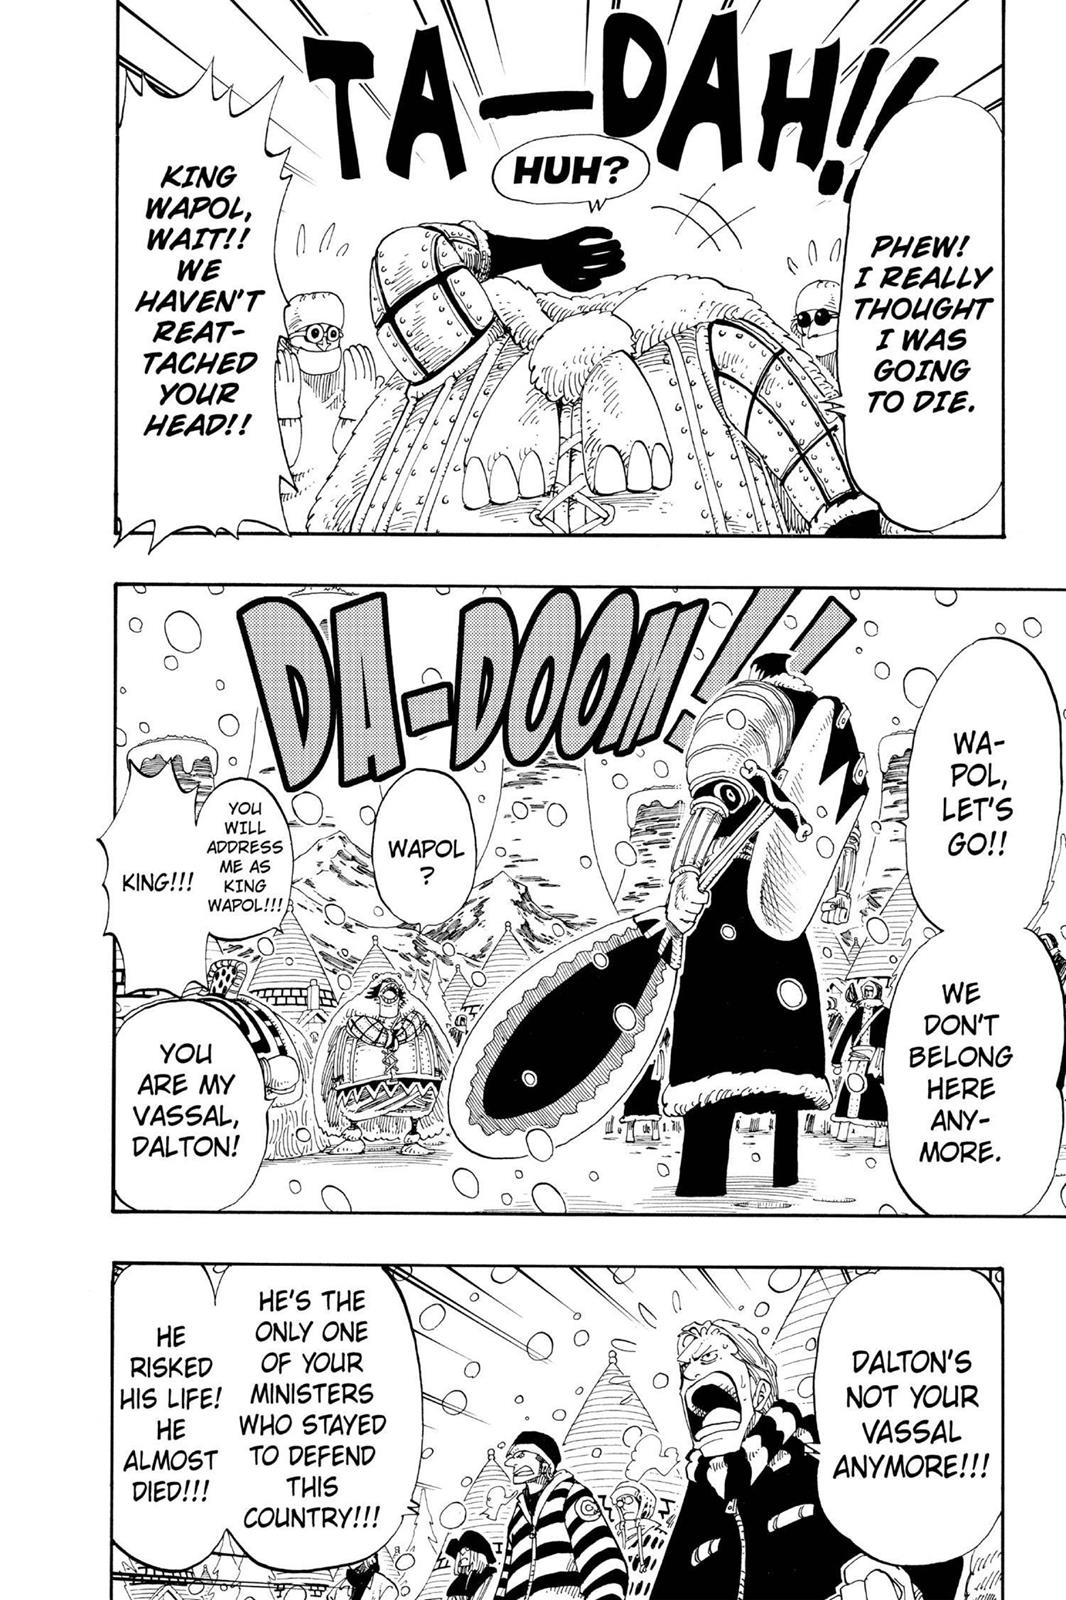 TA—DAH!!
PHEW!
I REALLY
THOUGHT
I WAS
GOING
TO DIE.
HUH?
KING
WAPOL,
WAIT!!
WE
HAVEN'T
REAT-
TACHED
YOUR
HEAD!!
DA-DOOM!!
WA-
POL,
LET'S
GO!!
WE
DON'T
BELONG
HERE
ANY-
MORE.
WAPOL
?
YOU
WILL
ADDRESS
ME AS
KING
WAPOL!!!
KING!!!
YOU
ARE MY
VASSAL,
DALTON!
DALTON'S
NOT YOUR
VASSAL
ANYMORE!!!
HE'S THE
ONLY ONE
OF YOUR
MINISTERS
WHO STAYED
TO DEFEND
THIS
COUNTRY!!!
HE
RISKED
HIS LIFE!
HE
ALMOST
DIED!!!